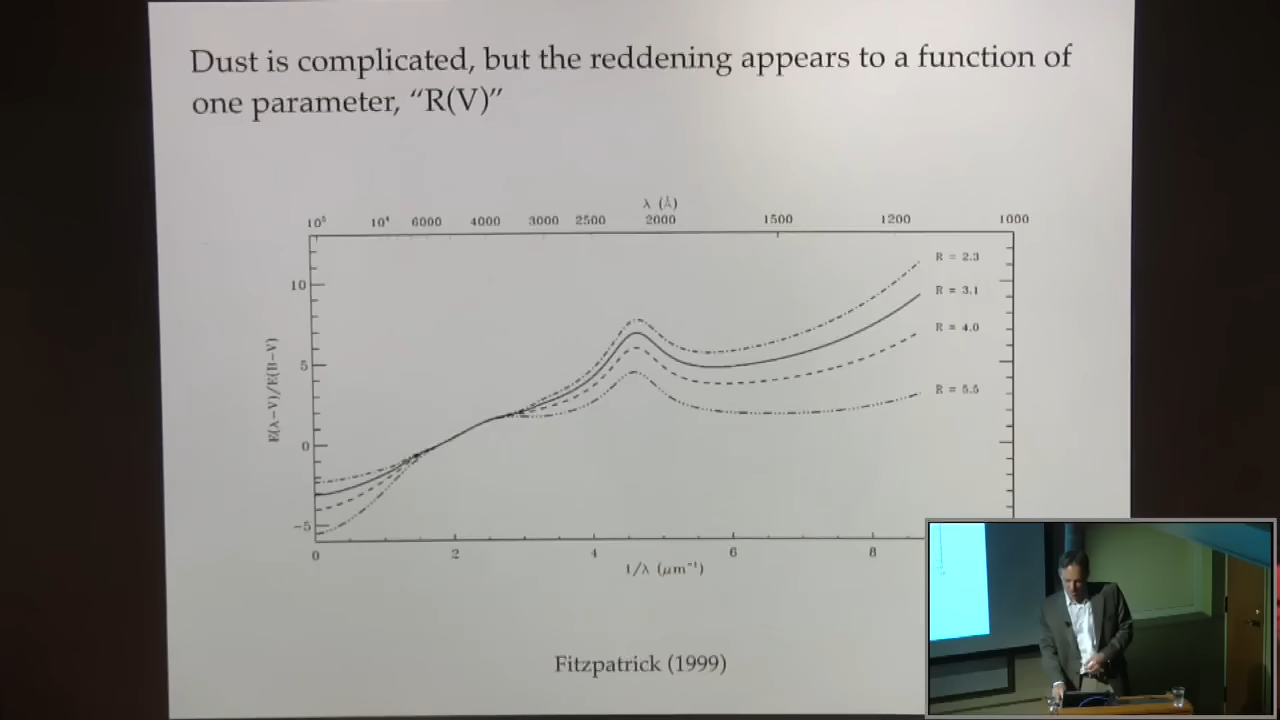 Dust is complicated, but the reddening appears to a function of
one parameter, “R(V)”
λ (Å)
10⁵ 10⁴ 6000 4000 3000 2500 2000 1500 1200 1000
R = 2.3
10
R = 3.1
R = 4.0
5
R = 5.5
E(λ−V)/E(B−V)
0
−5
0 2 4 6 8
1/λ (μm⁻¹)
Fitzpatrick (1999)